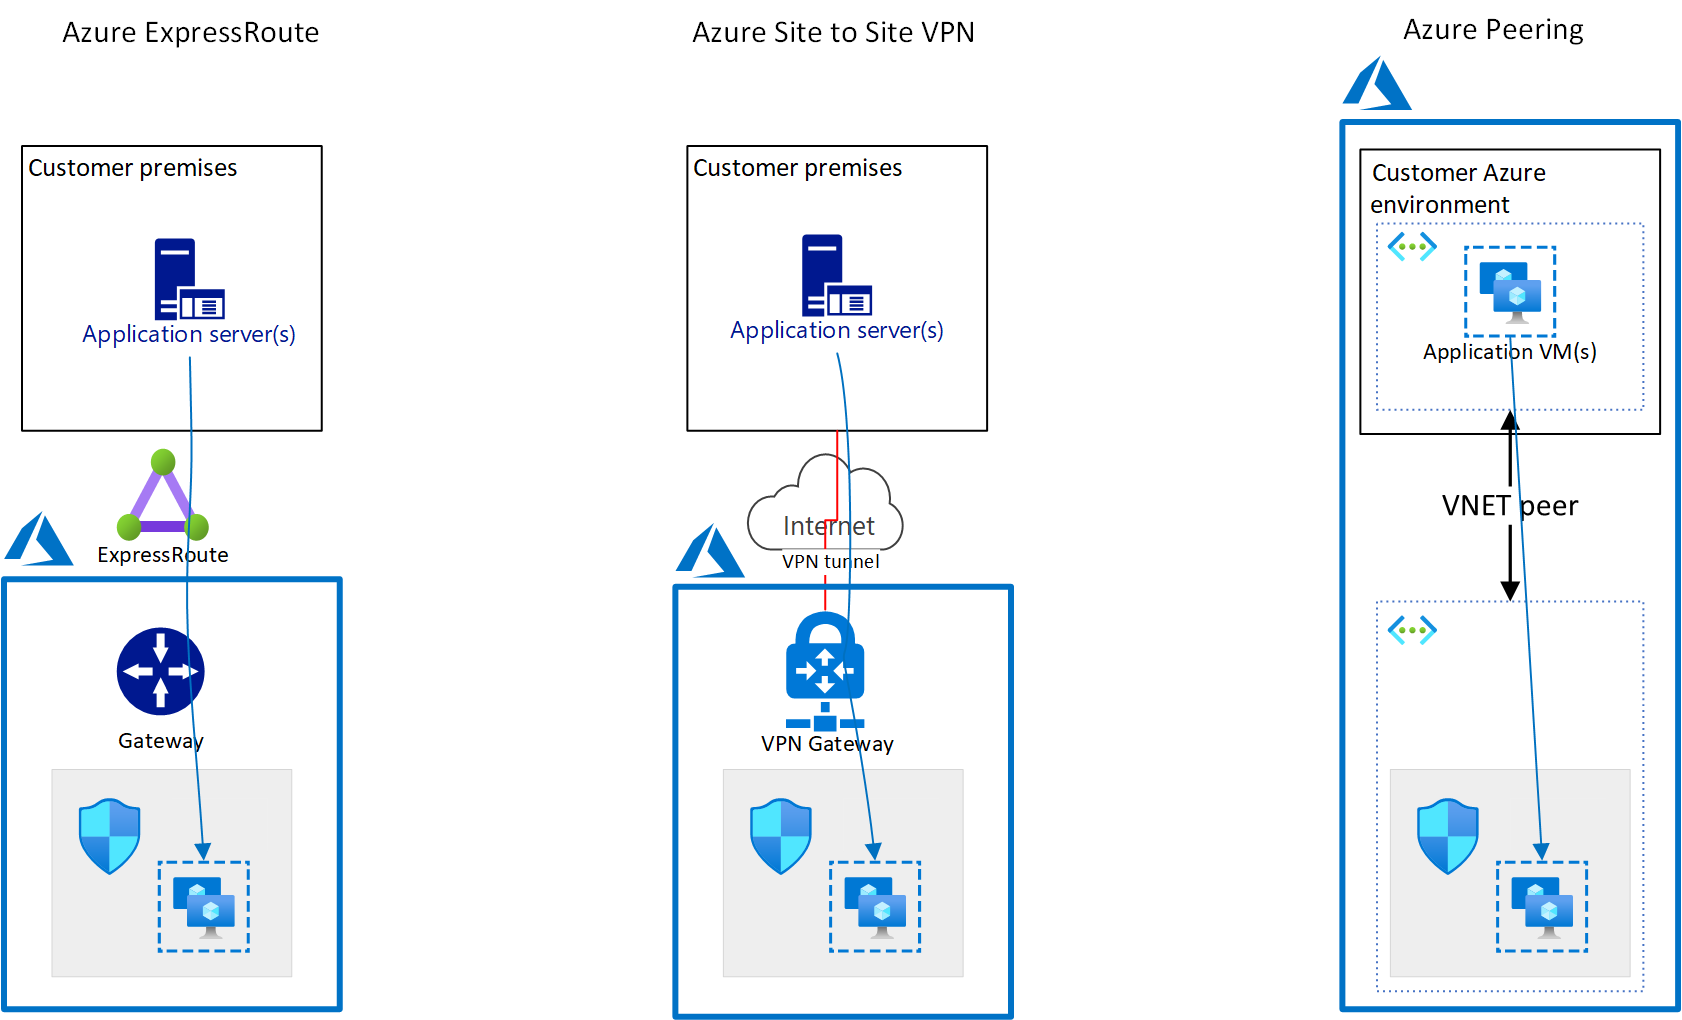 Azure ExpressRoute
Customer premises
Application server(s)
ExpressRoute
Gateway
Azure Site to Site VPN
Customer premises
Application server(s)
Internet
VPN tunnel
VPN Gateway
Azure Peering
Customer Azure
environment
Application VM(s)
VNET peer